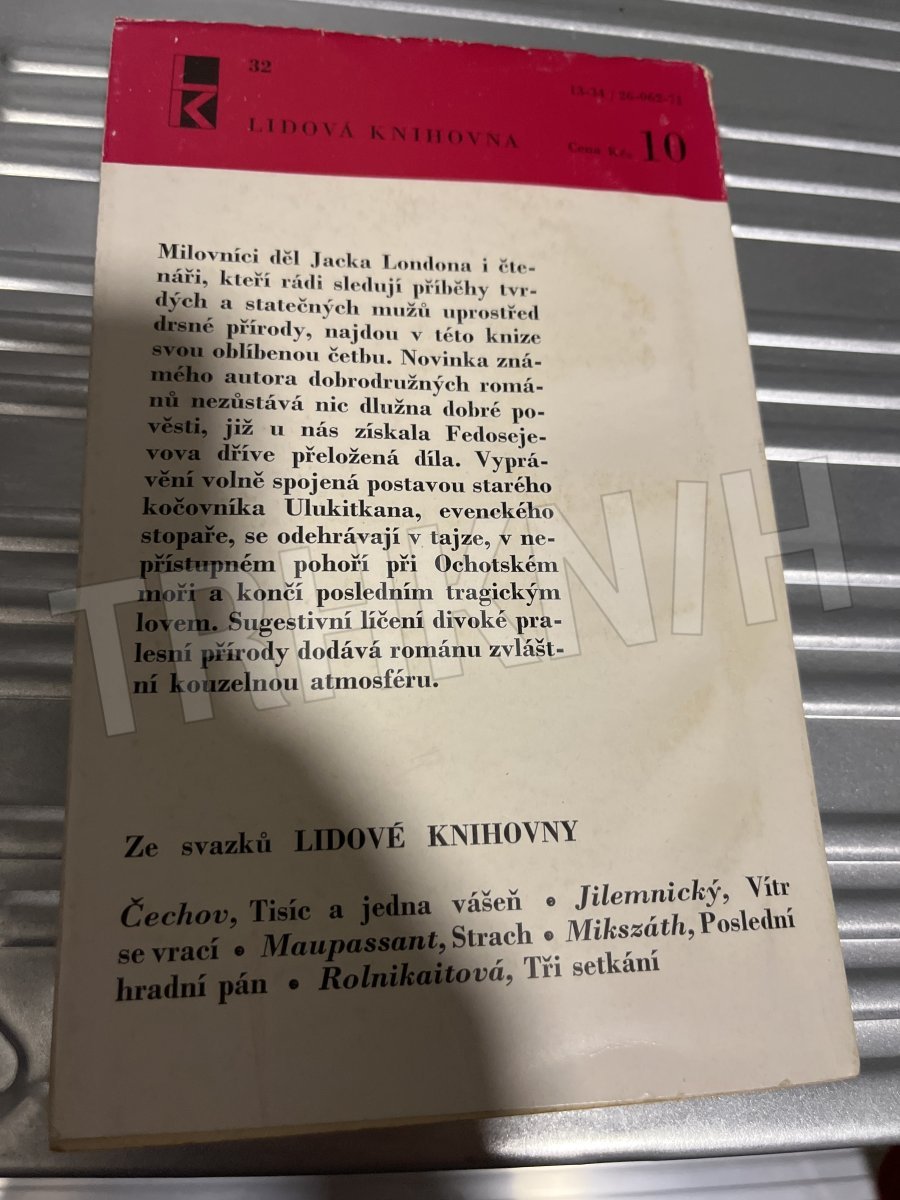 32
13-34 / 26-062-71
LIDOVÁ KNIHOVNA
Cena Kčs 10
Milovníci děl Jacka Londona i čte-
náři, kteří rádi sledují příběhy tvr-
dých a statečných mužů uprostřed
drsné přírody, najdou v této knize
svou oblíbenou četbu. Novinka zná-
mého autora dobrodružných romá-
nů nezůstává nic dlužna dobré po-
věsti, již u nás získala Fedoseje-
vova dříve přeložená díla. Vyprá-
vění volně spojená postavou starého
kočovníka Ulukitkana, evenckého
stopaře, se odehrávají v tajze, v ne-
přístupném pohoří při Ochotském
moři a končí posledním tragickým
lovem. Sugestivní líčení divoké pra-
lesní přírody dodává románu zvlášt-
ní kouzelnou atmosféru.
TRHKNIH
Ze svazků LIDOVÉ KNIHOVNY
Čechov, Tisíc a jedna vášeň • Jilemnický, Vítr
se vrací • Maupassant, Strach • Mikszáth, Poslední
hradní pán • Rolnikaitová, Tři setkání